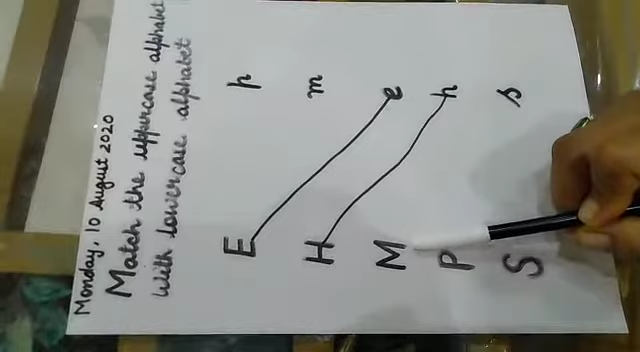 Monday, 10 August 2020
Match the uppercase alphabet
with lowercase alphabet
E p
H m
M e
P h
S s